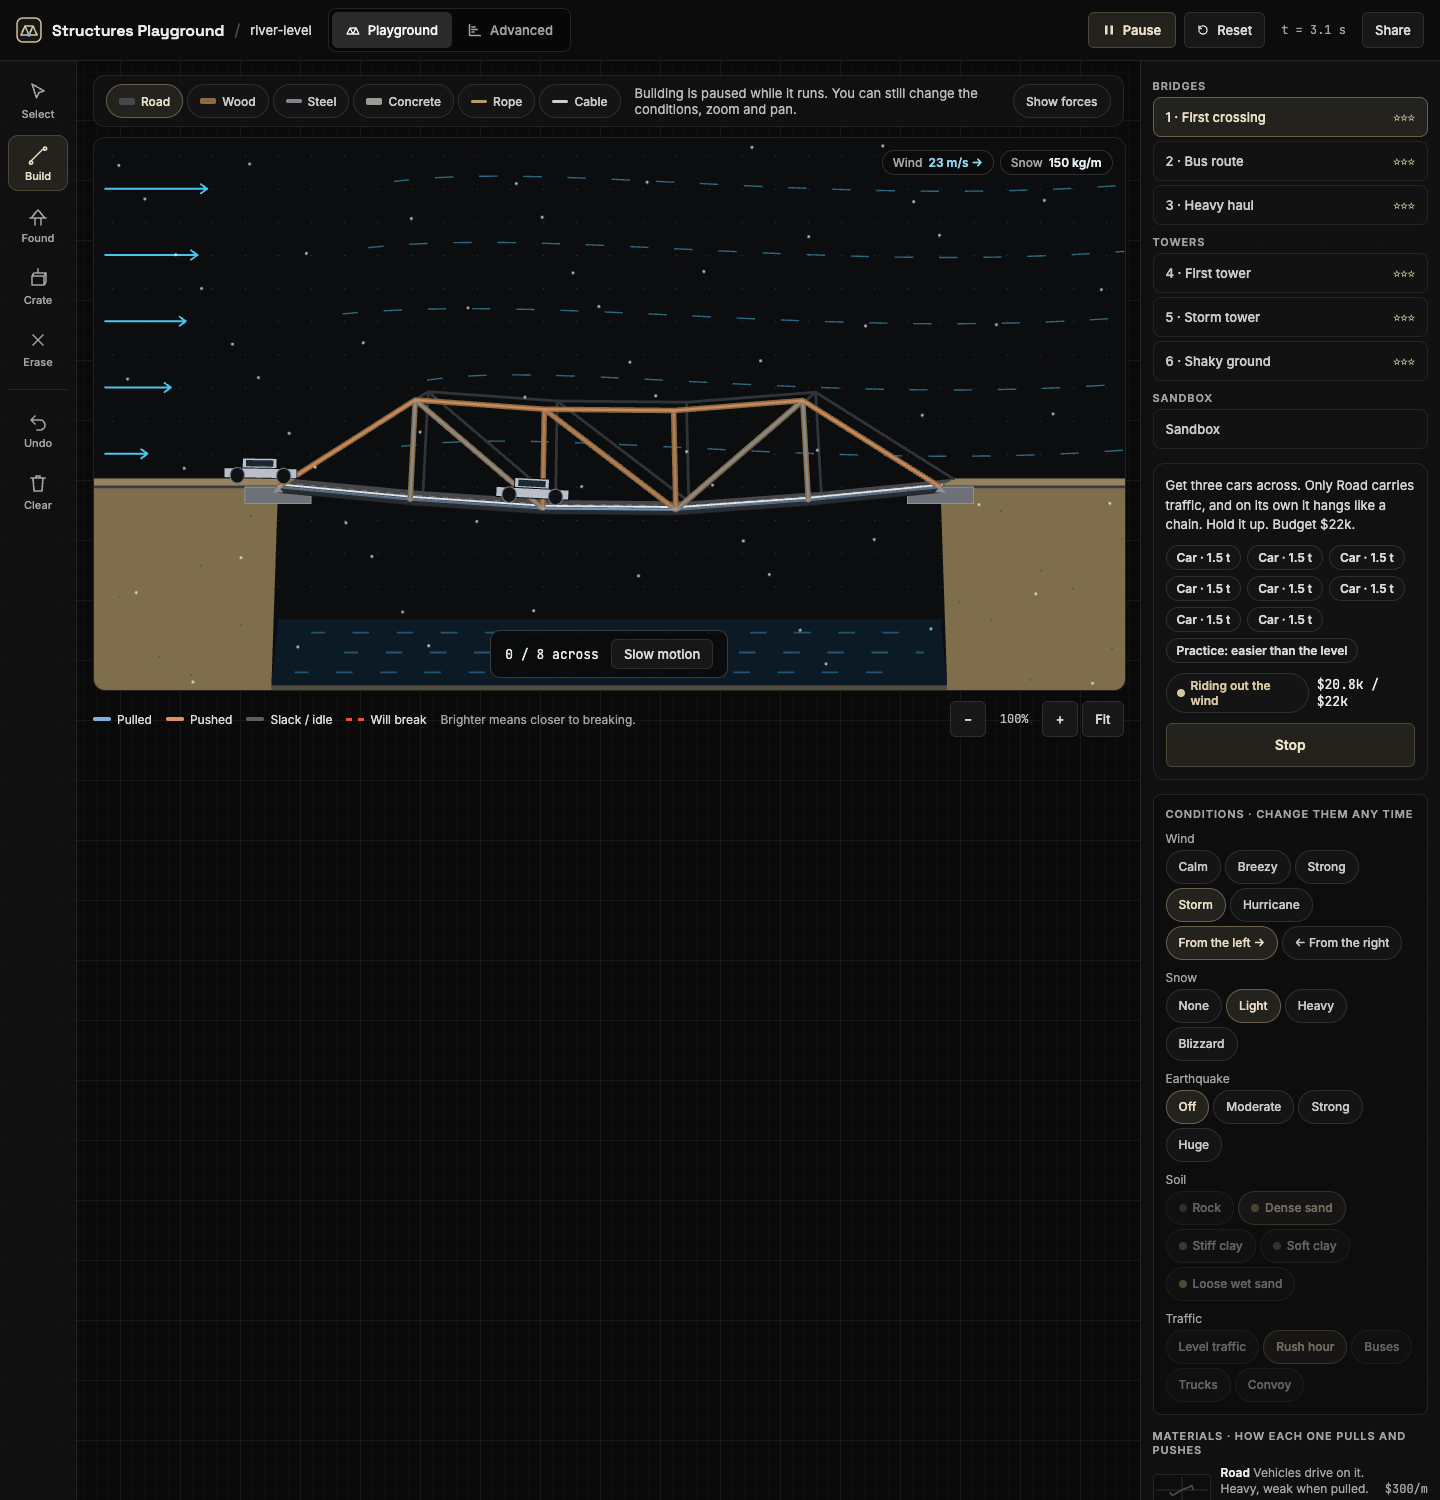 Structures Playground / river-level
Playground
Advanced
Pause
Reset
t = 3.1 s
Share
Select
Build
Found
Crate
Erase
Undo
Clear
Road
Wood
Steel
Concrete
Rope
Cable
Building is paused while it runs. You can still change the
conditions, zoom and pan.
Show forces
Wind 23 m/s →
Snow 150 kg/m
0 / 8 across
Slow motion
Pulled
Pushed
Slack / idle
Will break
Brighter means closer to breaking.
−
100%
+
Fit
BRIDGES
1 · First crossing ☆☆☆
2 · Bus route ☆☆☆
3 · Heavy haul ☆☆☆
TOWERS
4 · First tower ☆☆☆
5 · Storm tower ☆☆☆
6 · Shaky ground ☆☆☆
SANDBOX
Sandbox
Get three cars across. Only Road carries
traffic, and on its own it hangs like a
chain. Hold it up. Budget $22k.
Car · 1.5 t Car · 1.5 t Car · 1.5 t
Car · 1.5 t Car · 1.5 t Car · 1.5 t
Car · 1.5 t Car · 1.5 t
Practice: easier than the level
Riding out the
wind
$20.8k /
$22k
Stop
CONDITIONS · CHANGE THEM ANY TIME
Wind
Calm Breezy Strong
Storm Hurricane
From the left → ← From the right
Snow
None Light Heavy
Blizzard
Earthquake
Off Moderate Strong
Huge
Soil
Rock Dense sand
Stiff clay Soft clay
Loose wet sand
Traffic
Level traffic Rush hour Buses
Trucks Convoy
MATERIALS · HOW EACH ONE PULLS AND
PUSHES
Road Vehicles drive on it.
Heavy, weak when pulled. $300/m